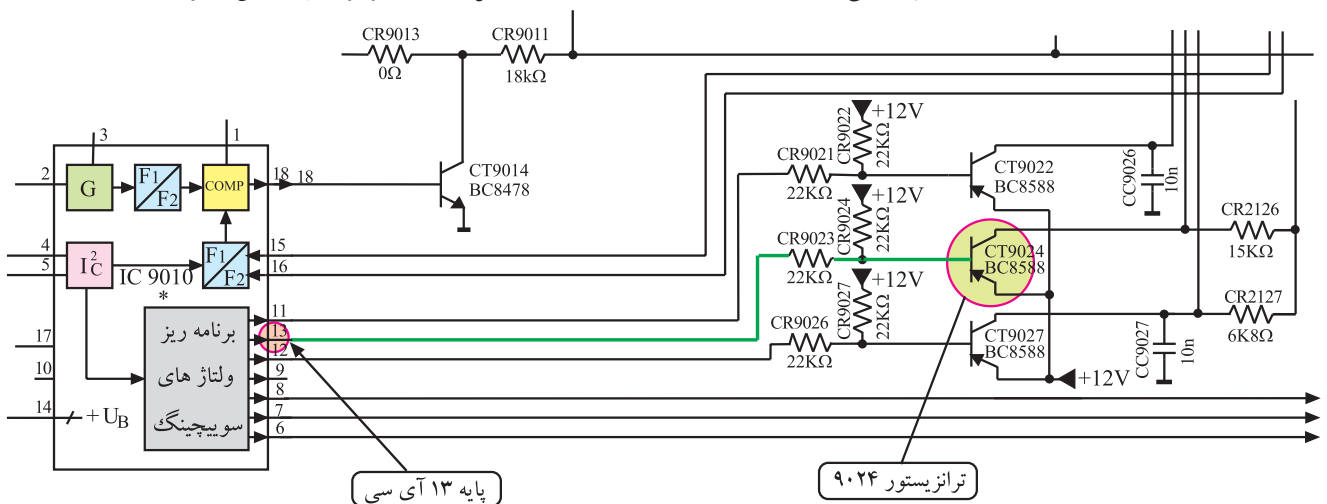 CR9013
0Ω
CR9011
18kΩ
CT9014
BC8478
3
1
2
G
F1
F2
COMP
18
18
4
5
I²C
IC 9010
*
F1
F2
15
16
برنامه ریز
ولتاژ های
سوییچینگ
11
13
12
9
8
7
6
17
10
14
+UB
CR9021
22KΩ
CR9022
22KΩ
+12V
CR9023
22KΩ
CR9024
22KΩ
+12V
CR9026
22KΩ
CR9027
22KΩ
+12V
CT9022
BC8588
CT9024
BC8588
CT9027
BC8588
+12V
CC9026
10n
CC9027
10n
CR2126
15KΩ
CR2127
6K8Ω
پایه ۱۳ آی سی
ترانزیستور ۹۰۲۴